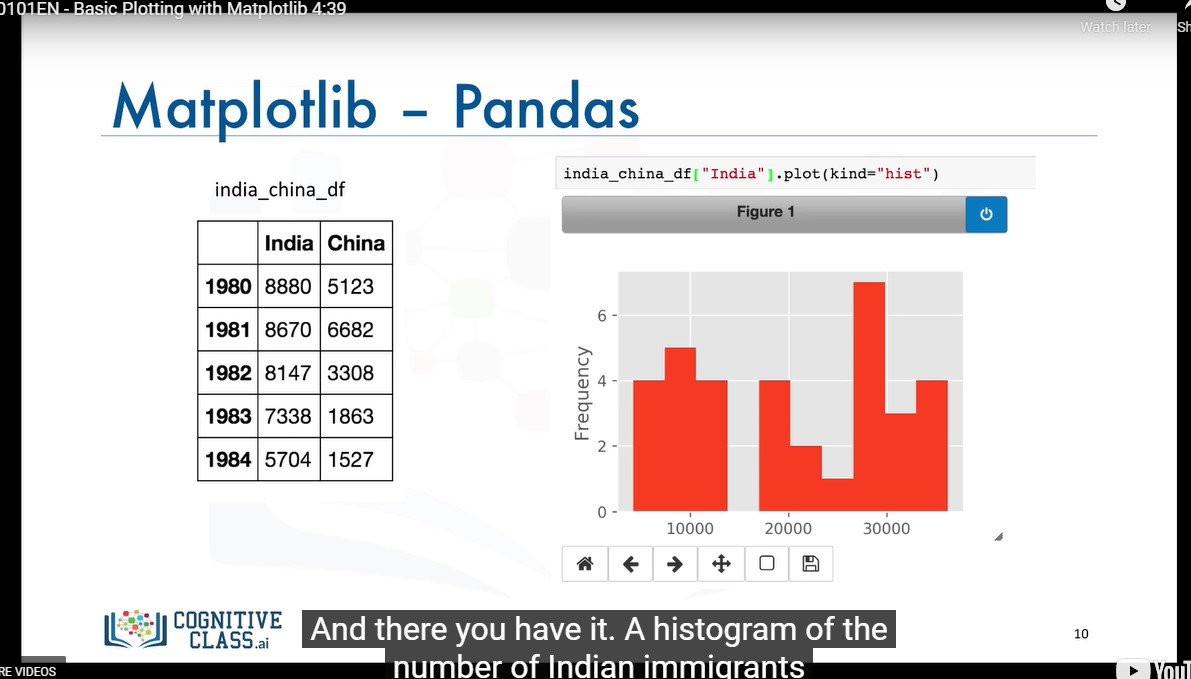 0101EN - Basic Plotting with Matplotlib 4:39
Watch later
Sh
Matplotlib – Pandas
india_china_df
India China
1980 8880 5123
1981 8670 6682
1982 8147 3308
1983 7338 1863
1984 5704 1527
india_china_df["India"].plot(kind="hist")
Figure 1
Frequency
6
4
2
0
10000 20000 30000
COGNITIVE
CLASS.ai
And there you have it. A histogram of the
number of Indian immigrants
10
RE VIDEOS
YouT